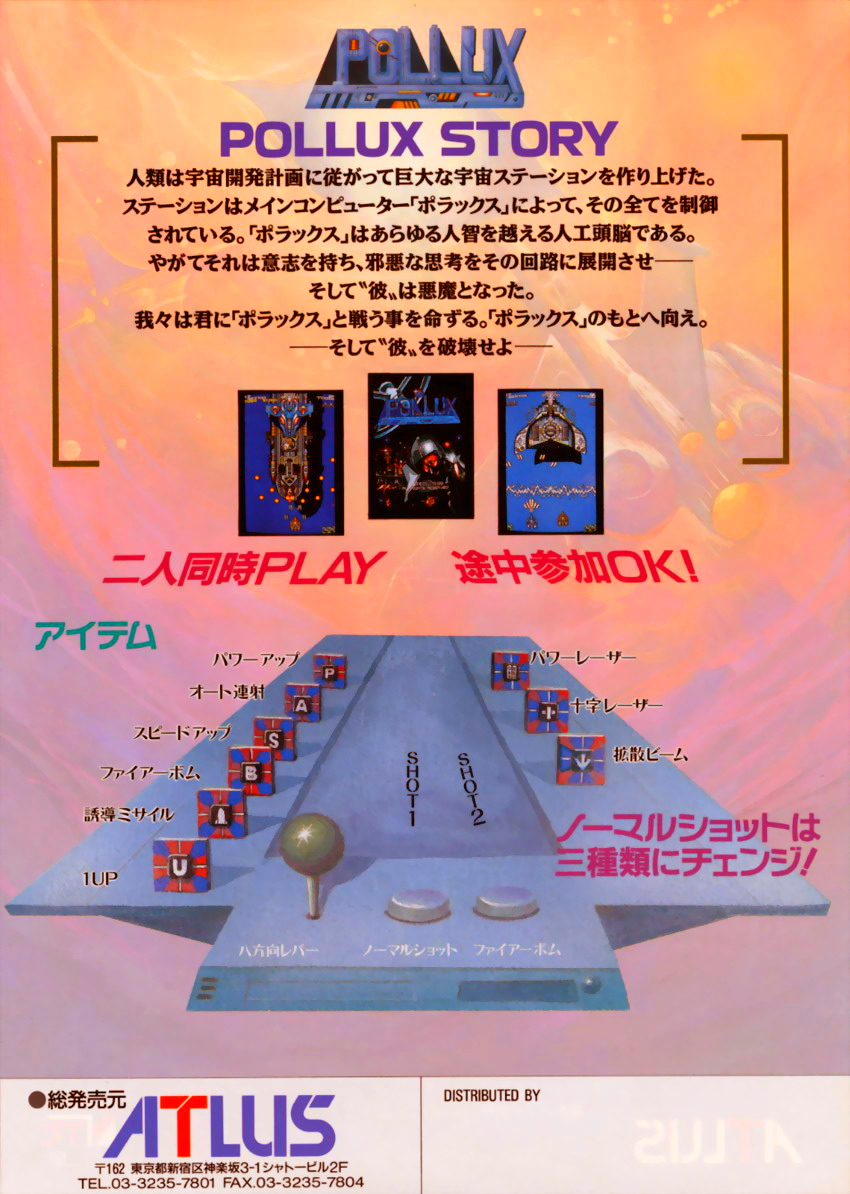 POLLUX
POLLUX STORY
人類は宇宙開発計画に従がって巨大な宇宙ステーションを作り上げた。
ステーションはメインコンピューター「ポラックス」によって、その全てを制御
されている。「ポラックス」はあらゆる人智を越える人工頭脳である。
やがてそれは意志を持ち、邪悪な思考をその回路に展開させ──
そして〝彼〟は悪魔となった。
我々は君に「ポラックス」と戦う事を命ずる。「ポラックス」のもとへ向え。
──そして〝彼〟を破壊せよ──
POLLUX
二人同時PLAY
途中参加OK!
アイテム
パワーアップ
P
オート連射
A
スピードアップ
S
ファイアーボム
B
誘導ミサイル
1UP
U
パワーレーザー
十字レーザー
拡散ビーム
SHOT1
SHOT2
ノーマルショットは
三種類にチェンジ!
八方向レバー
ノーマルショット
ファイアーボム
●総発売元
ATLUS
〒162 東京都新宿区神楽坂3-1シャトービル2F
TEL.03-3235-7801 FAX.03-3235-7804
DISTRIBUTED BY